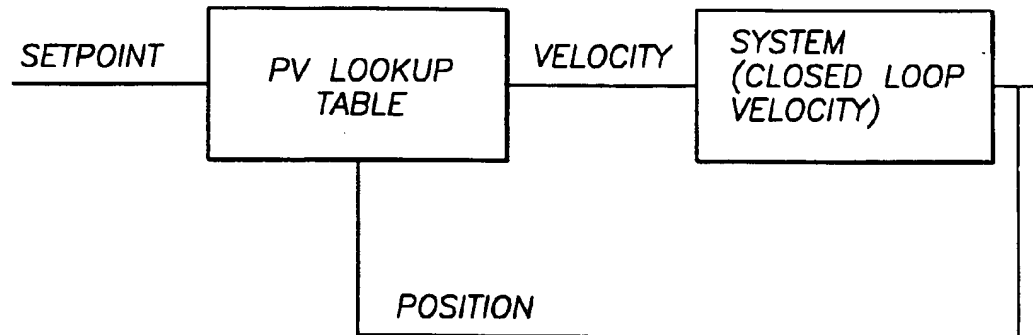 SETPOINT
PV LOOKUP
TABLE
VELOCITY
SYSTEM
(CLOSED LOOP
VELOCITY)
POSITION